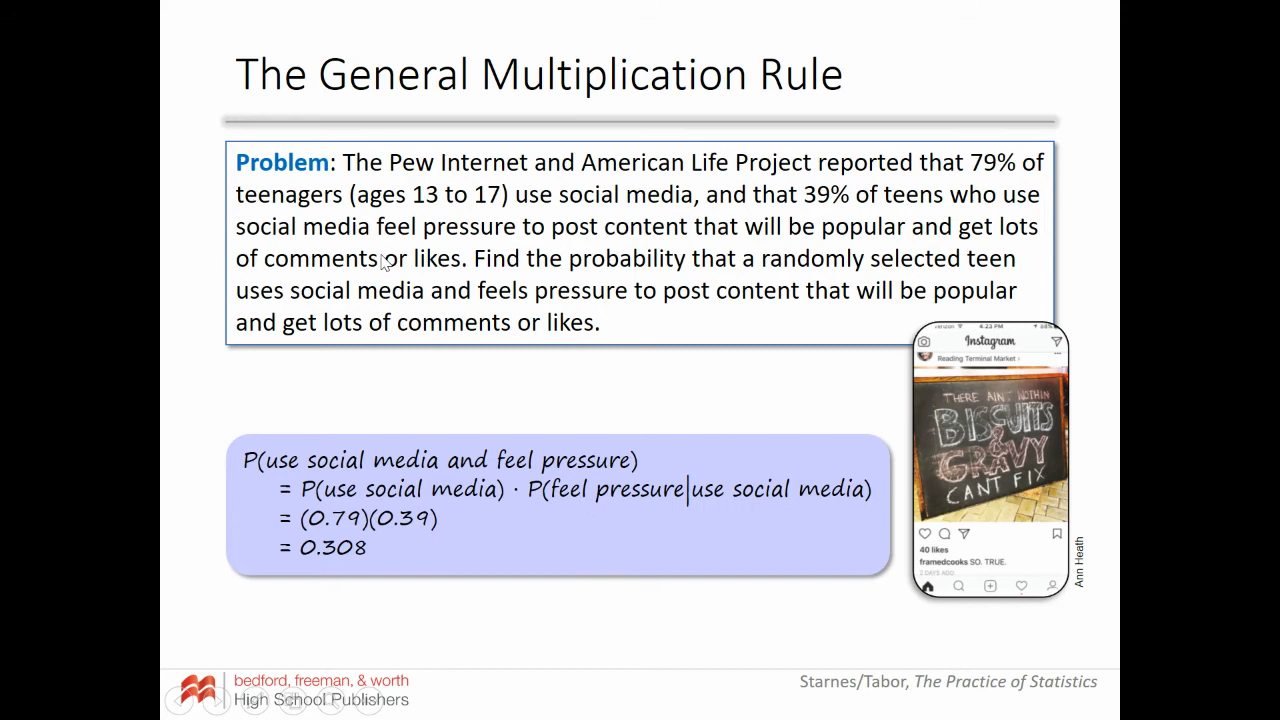 The General Multiplication Rule
Problem: The Pew Internet and American Life Project reported that 79% of
teenagers (ages 13 to 17) use social media, and that 39% of teens who use
social media feel pressure to post content that will be popular and get lots
of comments or likes. Find the probability that a randomly selected teen
uses social media and feels pressure to post content that will be popular
and get lots of comments or likes.
P(use social media and feel pressure)
= P(use social media) · P(feel pressure|use social media)
= (0.79)(0.39)
= 0.308
4:23 PM
Instagram
Reading Terminal Market
THERE AIN'T NOTHIN
BISCUITS
&
GRAVY
CANT FIX
40 likes
framedcooks SO. TRUE.
2 DAYS AGO
Ann Heath
bedford, freeman, & worth
High School Publishers
Starnes/Tabor, The Practice of Statistics